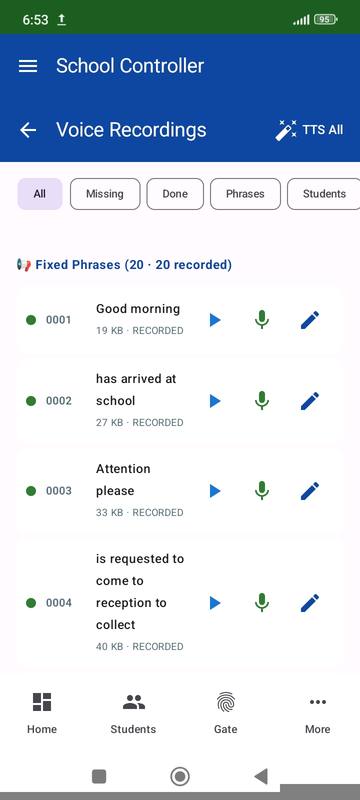 6:53
95
School Controller
Voice Recordings
TTS All
All
Missing
Done
Phrases
Students
Fixed Phrases (20 · 20 recorded)
0001
Good morning
19 KB · RECORDED
0002
has arrived at
school
27 KB · RECORDED
0003
Attention
please
33 KB · RECORDED
0004
is requested to
come to
reception to
collect
40 KB · RECORDED
Home
Students
Gate
More